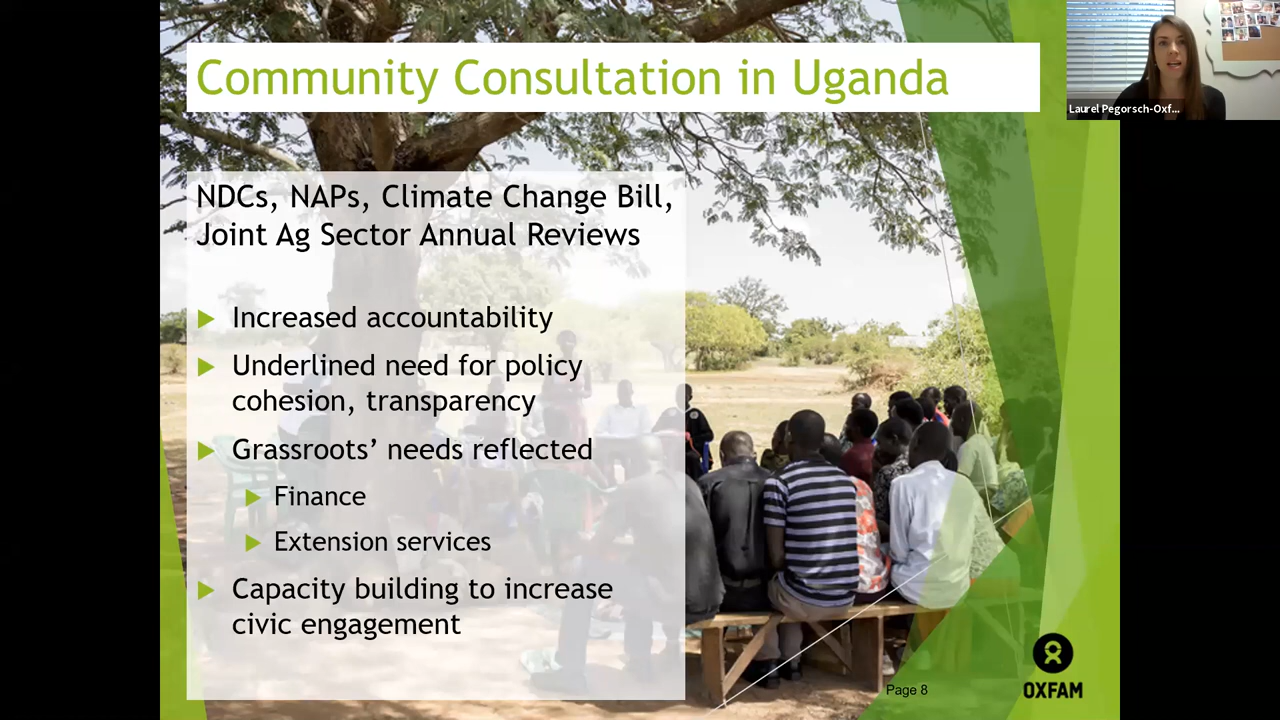 Community Consultation in Uganda
Laurel Pegorsch-Oxf...
NDCs, NAPs, Climate Change Bill,
Joint Ag Sector Annual Reviews
Increased accountability
Underlined need for policy
cohesion, transparency
Grassroots’ needs reflected
Finance
Extension services
Capacity building to increase
civic engagement
Page 8
OXFAM